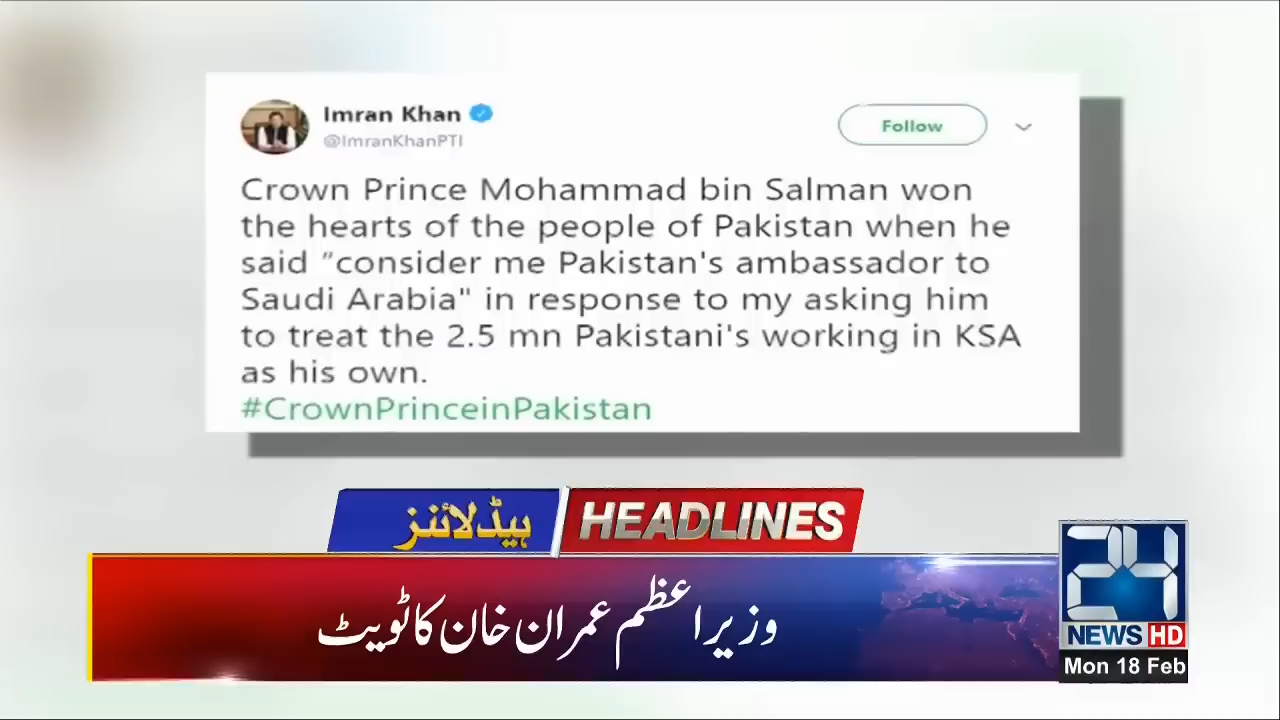 Imran Khan
@ImranKhanPTI
Follow
Crown Prince Mohammad bin Salman won
the hearts of the people of Pakistan when he
said "consider me Pakistan's ambassador to
Saudi Arabia" in response to my asking him
to treat the 2.5 mn Pakistani's working in KSA
as his own.
#CrownPrinceinPakistan
ہیڈلائنز HEADLINES
وزیراعظم عمران خان کا ٹویٹ
24
NEWS HD
Mon 18 Feb